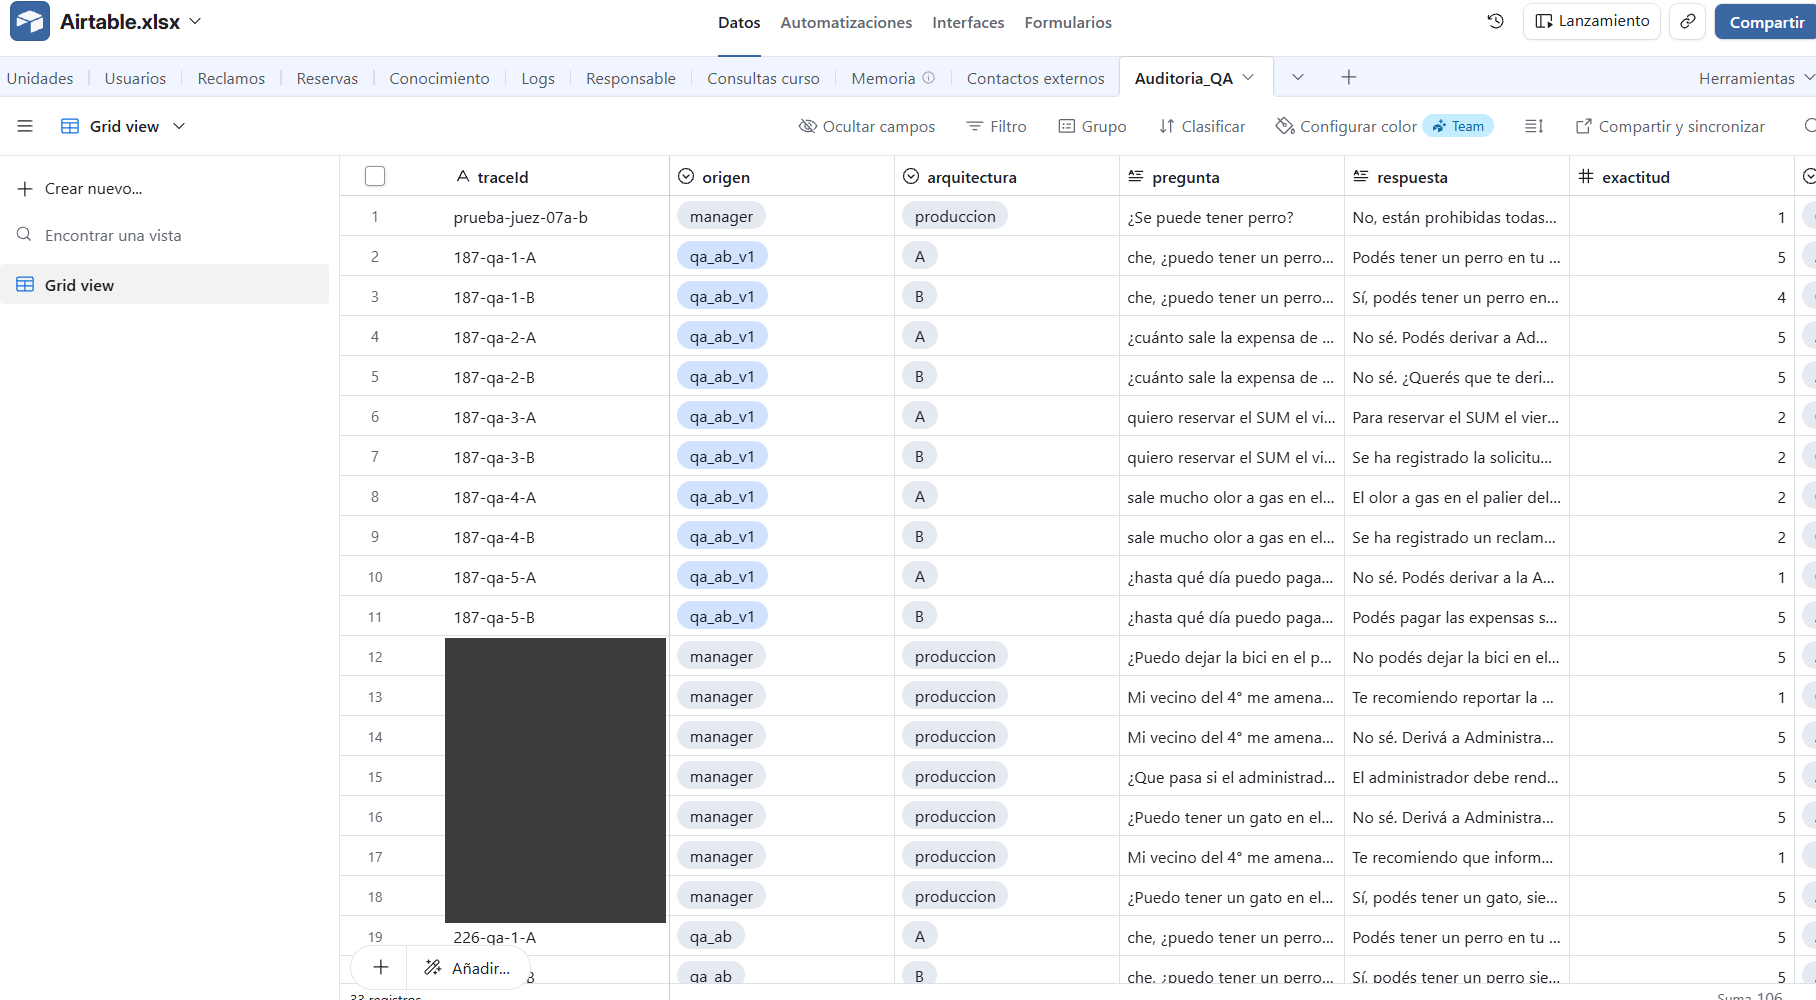 Airtable.xlsx
Datos Automatizaciones Interfaces Formularios
Lanzamiento
Compartir
Unidades Usuarios Reclamos Reservas Conocimiento Logs Responsable Consultas curso Memoria Contactos externos Auditoria_QA
Herramientas
Grid view
Ocultar campos Filtro Grupo Clasificar Configurar color Team Compartir y sincronizar
Crear nuevo...
Encontrar una vista
Grid view
traceId origen arquitectura pregunta respuesta exactitud
1 prueba-juez-07a-b manager produccion ¿Se puede tener perro? No, están prohibidas todas... 1
2 187-qa-1-A qa_ab_v1 A che, ¿puedo tener un perro... Podés tener un perro en tu ... 5
3 187-qa-1-B qa_ab_v1 B che, ¿puedo tener un perro... Sí, podés tener un perro en... 4
4 187-qa-2-A qa_ab_v1 A ¿cuánto sale la expensa de ... No sé. Podés derivar a Ad... 5
5 187-qa-2-B qa_ab_v1 B ¿cuánto sale la expensa de ... No sé. ¿Querés que te deri... 5
6 187-qa-3-A qa_ab_v1 A quiero reservar el SUM el vi... Para reservar el SUM el vier... 2
7 187-qa-3-B qa_ab_v1 B quiero reservar el SUM el vi... Se ha registrado la solicitu... 2
8 187-qa-4-A qa_ab_v1 A sale mucho olor a gas en el... El olor a gas en el palier del... 2
9 187-qa-4-B qa_ab_v1 B sale mucho olor a gas en el... Se ha registrado un reclam... 2
10 187-qa-5-A qa_ab_v1 A ¿hasta qué día puedo paga... No sé. Podés derivar a la A... 1
11 187-qa-5-B qa_ab_v1 B ¿hasta qué día puedo paga... Podés pagar las expensas s... 5
12 manager produccion ¿Puedo dejar la bici en el p... No podés dejar la bici en el... 5
13 manager produccion Mi vecino del 4° me amena... Te recomiendo reportar la ... 1
14 manager produccion Mi vecino del 4° me amena... No sé. Derivá a Administra... 5
15 manager produccion ¿Que pasa si el administrad... El administrador debe rend... 5
16 manager produccion ¿Puedo tener un gato en el... No sé. Derivá a Administra... 5
17 manager produccion Mi vecino del 4° me amena... Te recomiendo que inform... 1
18 manager produccion ¿Puedo tener un gato en el... Sí, podés tener un gato, sie... 5
19 226-qa-1-A qa_ab A che, ¿puedo tener un perro... Podés tener un perro en tu ... 5
B qa_ab B che, ¿puedo tener un perro... Sí, podés tener un perro sie... 5
Añadir...
33 registros
Suma 106